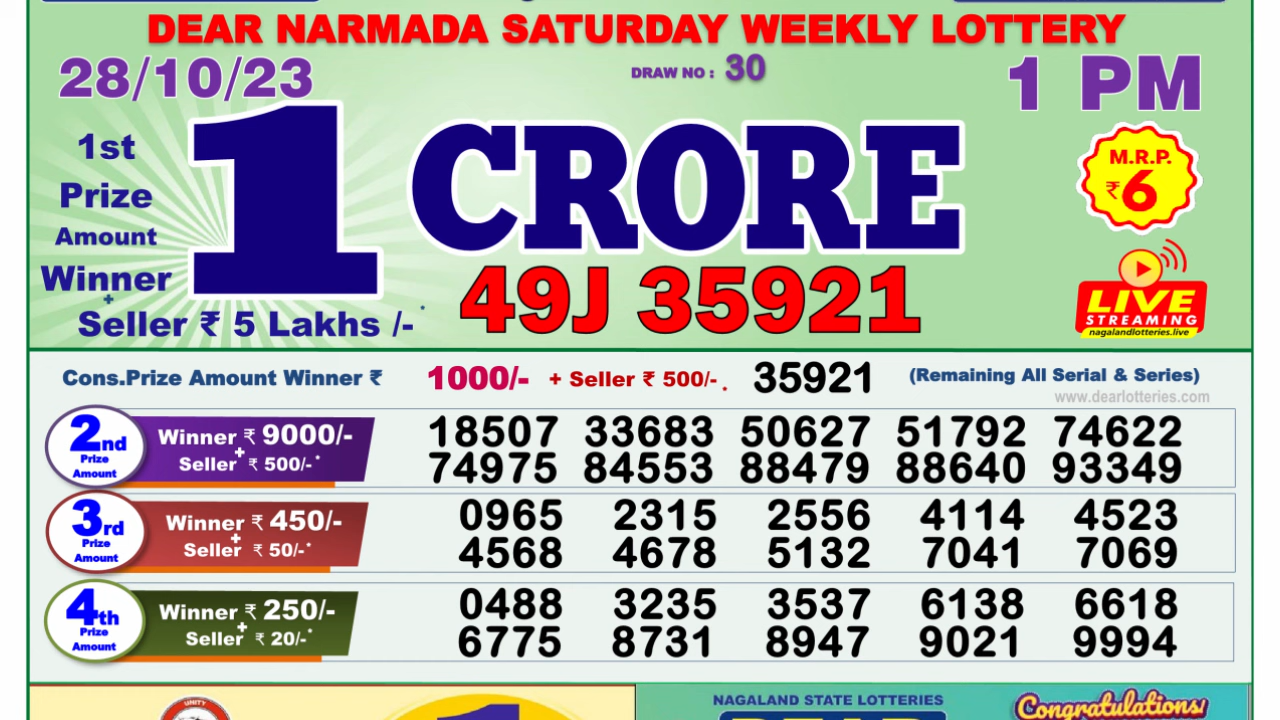 DEAR NARMADA SATURDAY WEEKLY LOTTERY
28/10/23
DRAW NO : 30
1 PM
1st
Prize
Amount
Winner
+
Seller ₹ 5 Lakhs /-*
1 CRORE
49J 35921
M.R.P.
₹6
LIVE
STREAMING
nagalandlotteries.live
Cons.Prize Amount Winner ₹ 1000/- + Seller ₹ 500/- . 35921 (Remaining All Serial & Series)
www.dearlotteries.com
2nd
Prize
Amount
Winner ₹ 9000/-
+
Seller ₹ 500/-*
18507 33683 50627 51792 74622
74975 84553 88479 88640 93349
3rd
Prize
Amount
Winner ₹ 450/-
+
Seller ₹ 50/-*
0965 2315 2556 4114 4523
4568 4678 5132 7041 7069
4th
Prize
Amount
Winner ₹ 250/-
+
Seller ₹ 20/-*
0488 3235 3537 6138 6618
6775 8731 8947 9021 9994
UNITY
1
NAGALAND STATE LOTTERIES
DEAR
Congratulations!